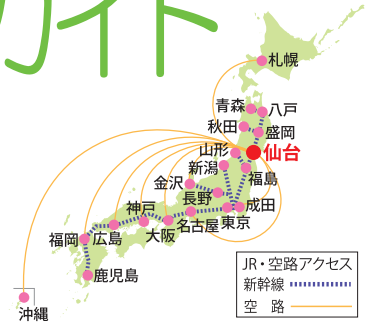 ガイド
札幌
青森
八戸
秋田
盛岡
山形
仙台
新潟
福島
金沢
長野
成田
東京
神戸
名古屋
大阪
福岡
広島
鹿児島
沖縄
JR・空路アクセス
新幹線
空 路